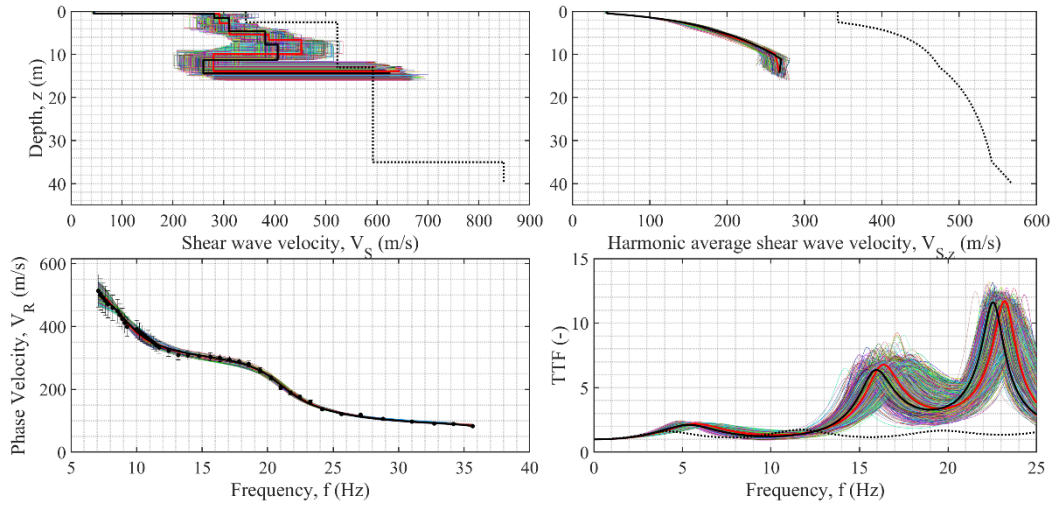 0
10
20
30
40
Depth, z (m)
0 100 200 300 400 500 600 700 800 900
Shear wave velocity, V_S (m/s)
0
10
20
30
40
0 100 200 300 400 500 600
Harmonic average shear wave velocity, V_S,z (m/s)
600
400
200
0
Phase Velocity, V_R (m/s)
5 10 15 20 25 30 35 40
Frequency, f (Hz)
15
10
5
0
TTF (-)
0 5 10 15 20 25
Frequency, f (Hz)